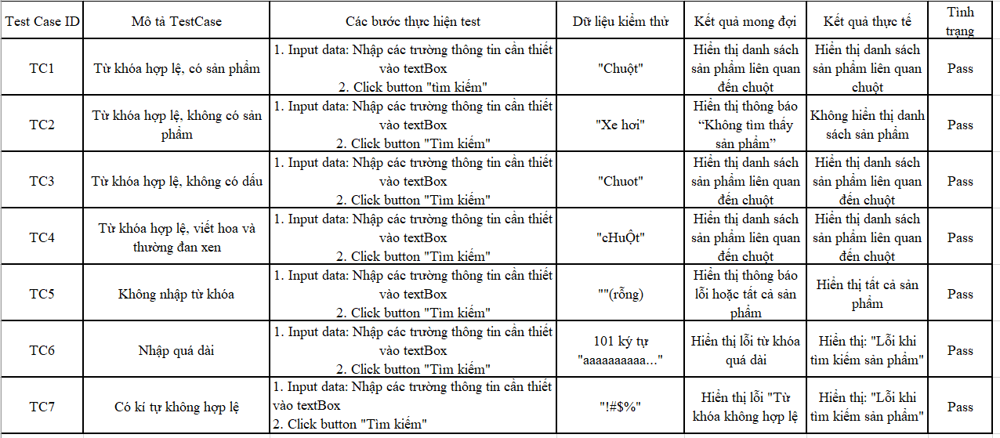 Test Case ID
Mô tả TestCase
Các bước thực hiện test
Dữ liệu kiểm thử
Kết quả mong đợi
Kết quả thực tế
Tình
trạng
TC1
Từ khóa hợp lệ, có sản phẩm
1. Input data: Nhập các trường thông tin cần thiết
vào textBox
2. Click button "tìm kiếm"
"Chuột"
Hiển thị danh sách
sản phẩm liên quan
đến chuột
Hiển thị danh sách
sản phẩm liên quan
chuột
Pass
TC2
Từ khóa hợp lệ, không có sản
phẩm
1. Input data: Nhập các trường thông tin cần thiết
vào textBox
2. Click button "Tìm kiếm"
"Xe hơi"
Hiển thị thông báo
“Không tìm thấy
sản phẩm”
Không hiển thị danh
sách sản phẩm
Pass
TC3
Từ khóa hợp lệ, không có dấu
1. Input data: Nhập các trường thông tin cần thiết
vào textBox
2. Click button "Tìm kiếm"
"Chuot"
Hiển thị danh sách
sản phẩm liên quan
đến chuột
Hiển thị danh sách
sản phẩm liên quan
đến chuột
Pass
TC4
Từ khóa hợp lệ, viết hoa và
thường đan xen
1. Input data: Nhập các trường thông tin cần thiết
vào textBox
2. Click button "Tìm kiếm"
"cHuỘt"
Hiển thị danh sách
sản phẩm liên quan
đến chuột
Hiển thị danh sách
sản phẩm liên quan
đến chuột
Pass
TC5
Không nhập từ khóa
1. Input data: Nhập các trường thông tin cần thiết
vào textBox
2. Click button "Tìm kiếm"
""(rỗng)
Hiển thị thông báo
lỗi hoặc tất cả sản
phẩm
Hiển thị tất cả sản
phẩm
Pass
TC6
Nhập quá dài
1. Input data: Nhập các trường thông tin cần thiết
vào textBox
2. Click button "Tìm kiếm"
101 ký tự
"aaaaaaaaaa..."
Hiển thị lỗi từ khóa
quá dài
Hiển thị: "Lỗi khi
tìm kiếm sản phẩm"
Pass
TC7
Có kí tự không hợp lệ
1. Input data: Nhập các trường thông tin cần thiết
vào textBox
2. Click button "Tìm kiếm"
"!#$%"
Hiển thị lỗi "Từ
khóa không hợp lệ
Hiển thị: "Lỗi khi
tìm kiếm sản phẩm"
Pass